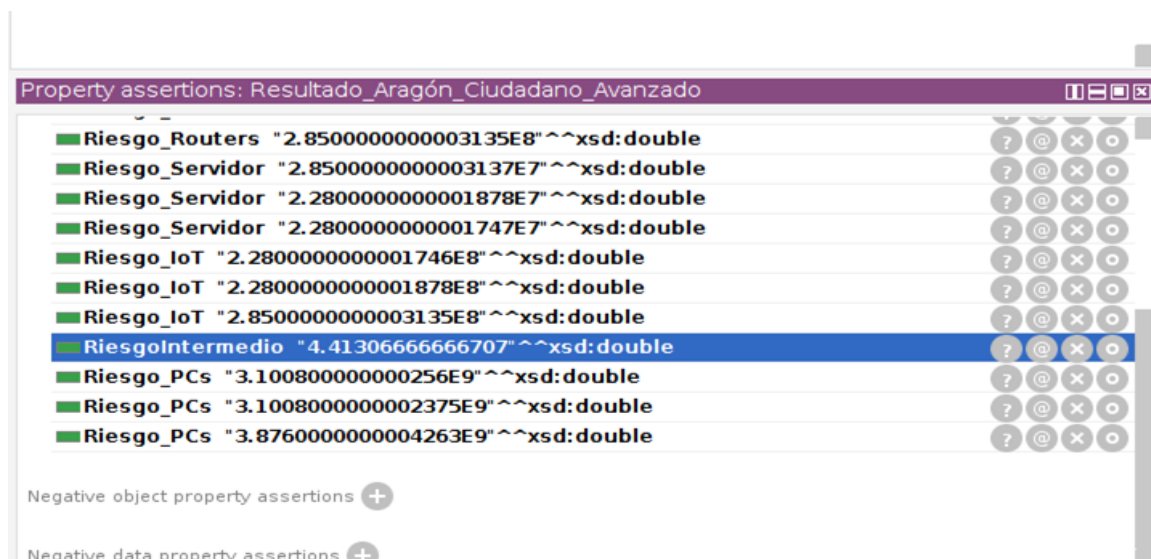 Property assertions: Resultado_Aragón_Ciudadano_Avanzado
Riesgo_Routers "2.8500000000003135E8"^^xsd:double
Riesgo_Servidor "2.8500000000003137E7"^^xsd:double
Riesgo_Servidor "2.2800000000001878E7"^^xsd:double
Riesgo_Servidor "2.2800000000001747E7"^^xsd:double
Riesgo_IoT "2.2800000000001746E8"^^xsd:double
Riesgo_IoT "2.2800000000001878E8"^^xsd:double
Riesgo_IoT "2.8500000000003135E8"^^xsd:double
RiesgoIntermedio "4.41306666666707"^^xsd:double
Riesgo_PCs "3.100800000000256E9"^^xsd:double
Riesgo_PCs "3.1008000000002375E9"^^xsd:double
Riesgo_PCs "3.8760000000004263E9"^^xsd:double
Negative object property assertions
Negative data property assertions